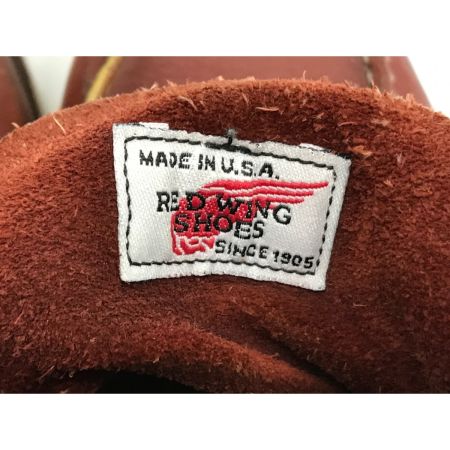 MADE IN U.S.A.
RED WING
SHOES
SINCE 1905